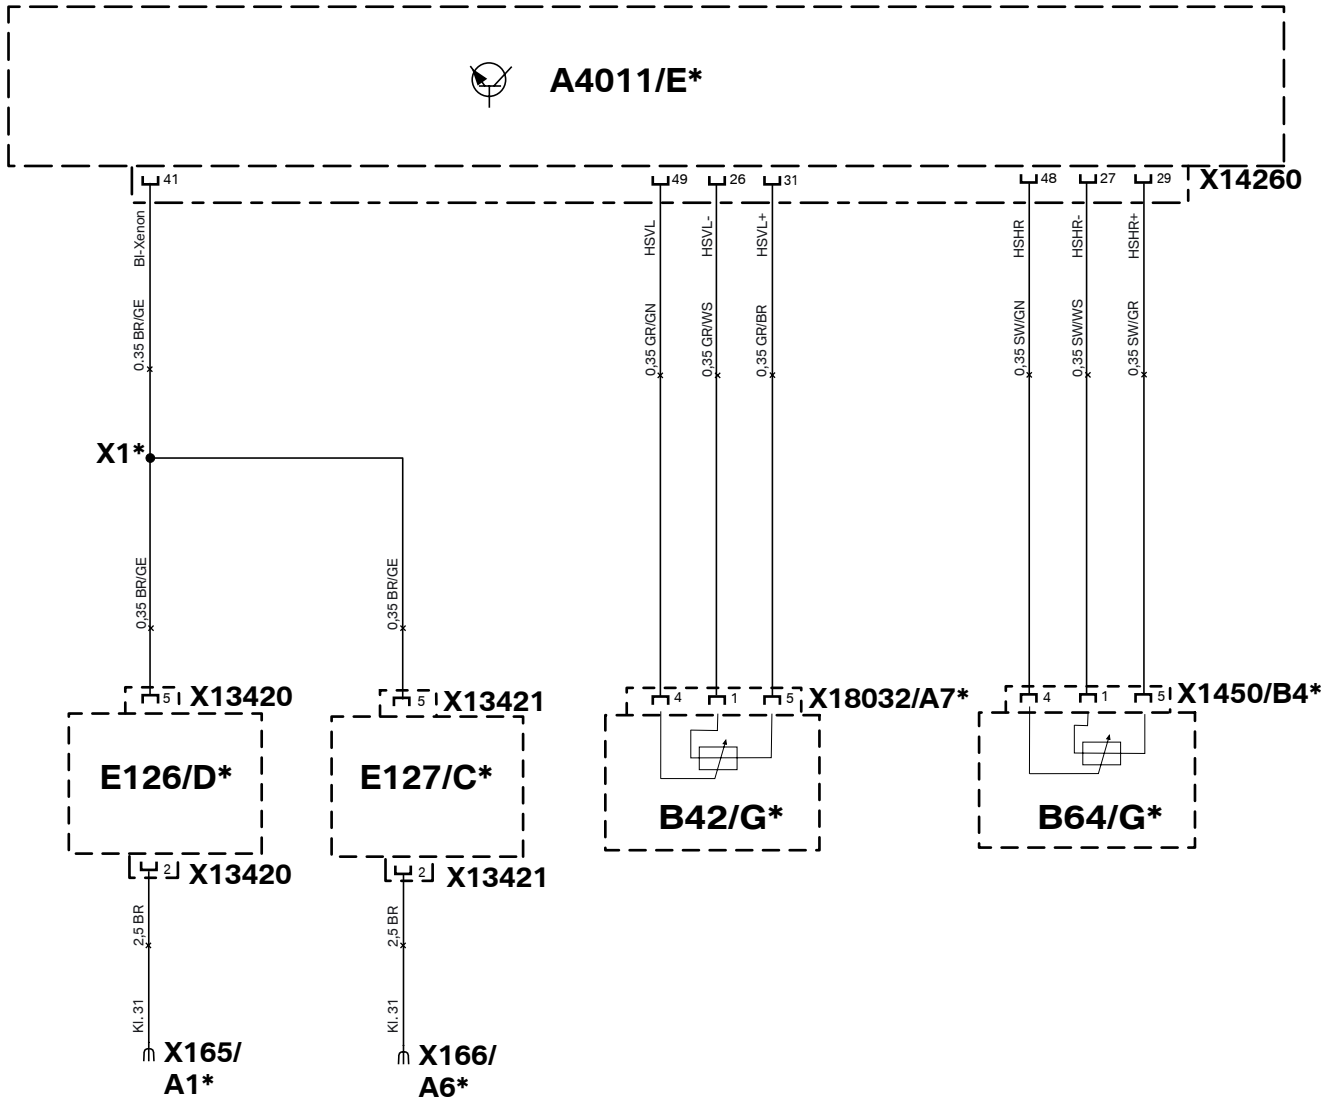 A4011/E*
X14260
41
49
26
31
48
27
29
BI-Xenon
HSVL
HSVL-
HSVL+
HSHR
HSHR-
HSHR+
0.35 BR/GE
0,35 GR/GN
0,35 GR/WS
0,35 GR/BR
0,35 SW/GN
0,35 SW/WS
0,35 SW/GR
X1*
0,35 BR/GE
0,35 BR/GE
5
X13420
5
X13421
4
1
5
X18032/A7*
4
1
5
X1450/B4*
E126/D*
E127/C*
B42/G*
B64/G*
2
X13420
2
X13421
2,5 BR
2,5 BR
Kl. 31
Kl. 31
X165/
A1*
X166/
A6*